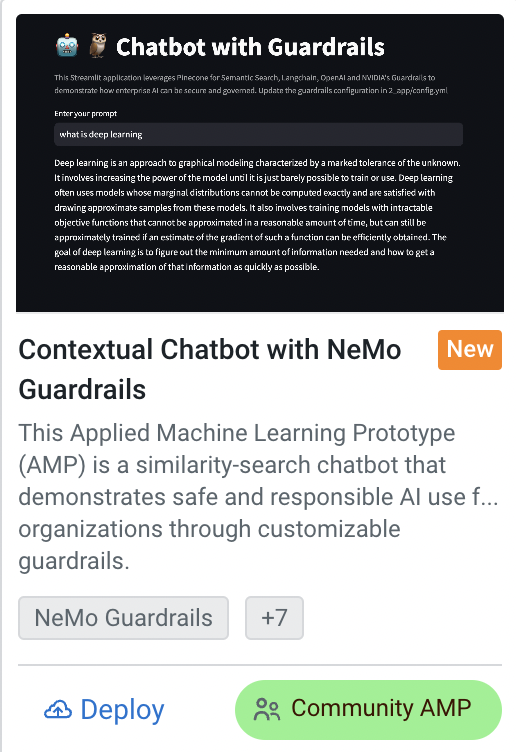 Chatbot with Guardrails
This Streamlit application leverages Pinecone for Semantic Search, Langchain, OpenAI and NVIDIA's Guardrails to
demonstrate how enterprise AI can be secure and governed. Update the guardrails configuration in 2_app/config.yml
Enter your prompt
what is deep learning
Deep learning is an approach to graphical modeling characterized by a marked tolerance of the unknown.
It involves increasing the power of the model until it is just barely possible to train or use. Deep learning
often uses models whose marginal distributions cannot be computed exactly and are satisfied with
drawing approximate samples from these models. It also involves training models with intractable
objective functions that cannot be approximated in a reasonable amount of time, but can still be
approximately trained if an estimate of the gradient of such a function can be efficiently obtained. The
goal of deep learning is to figure out the minimum amount of information needed and how to get a
reasonable approximation of that information as quickly as possible.
Contextual Chatbot with NeMo
Guardrails
New
This Applied Machine Learning Prototype
(AMP) is a similarity-search chatbot that
demonstrates safe and responsible AI use f...
organizations through customizable
guardrails.
NeMo Guardrails
+7
Deploy
Community AMP